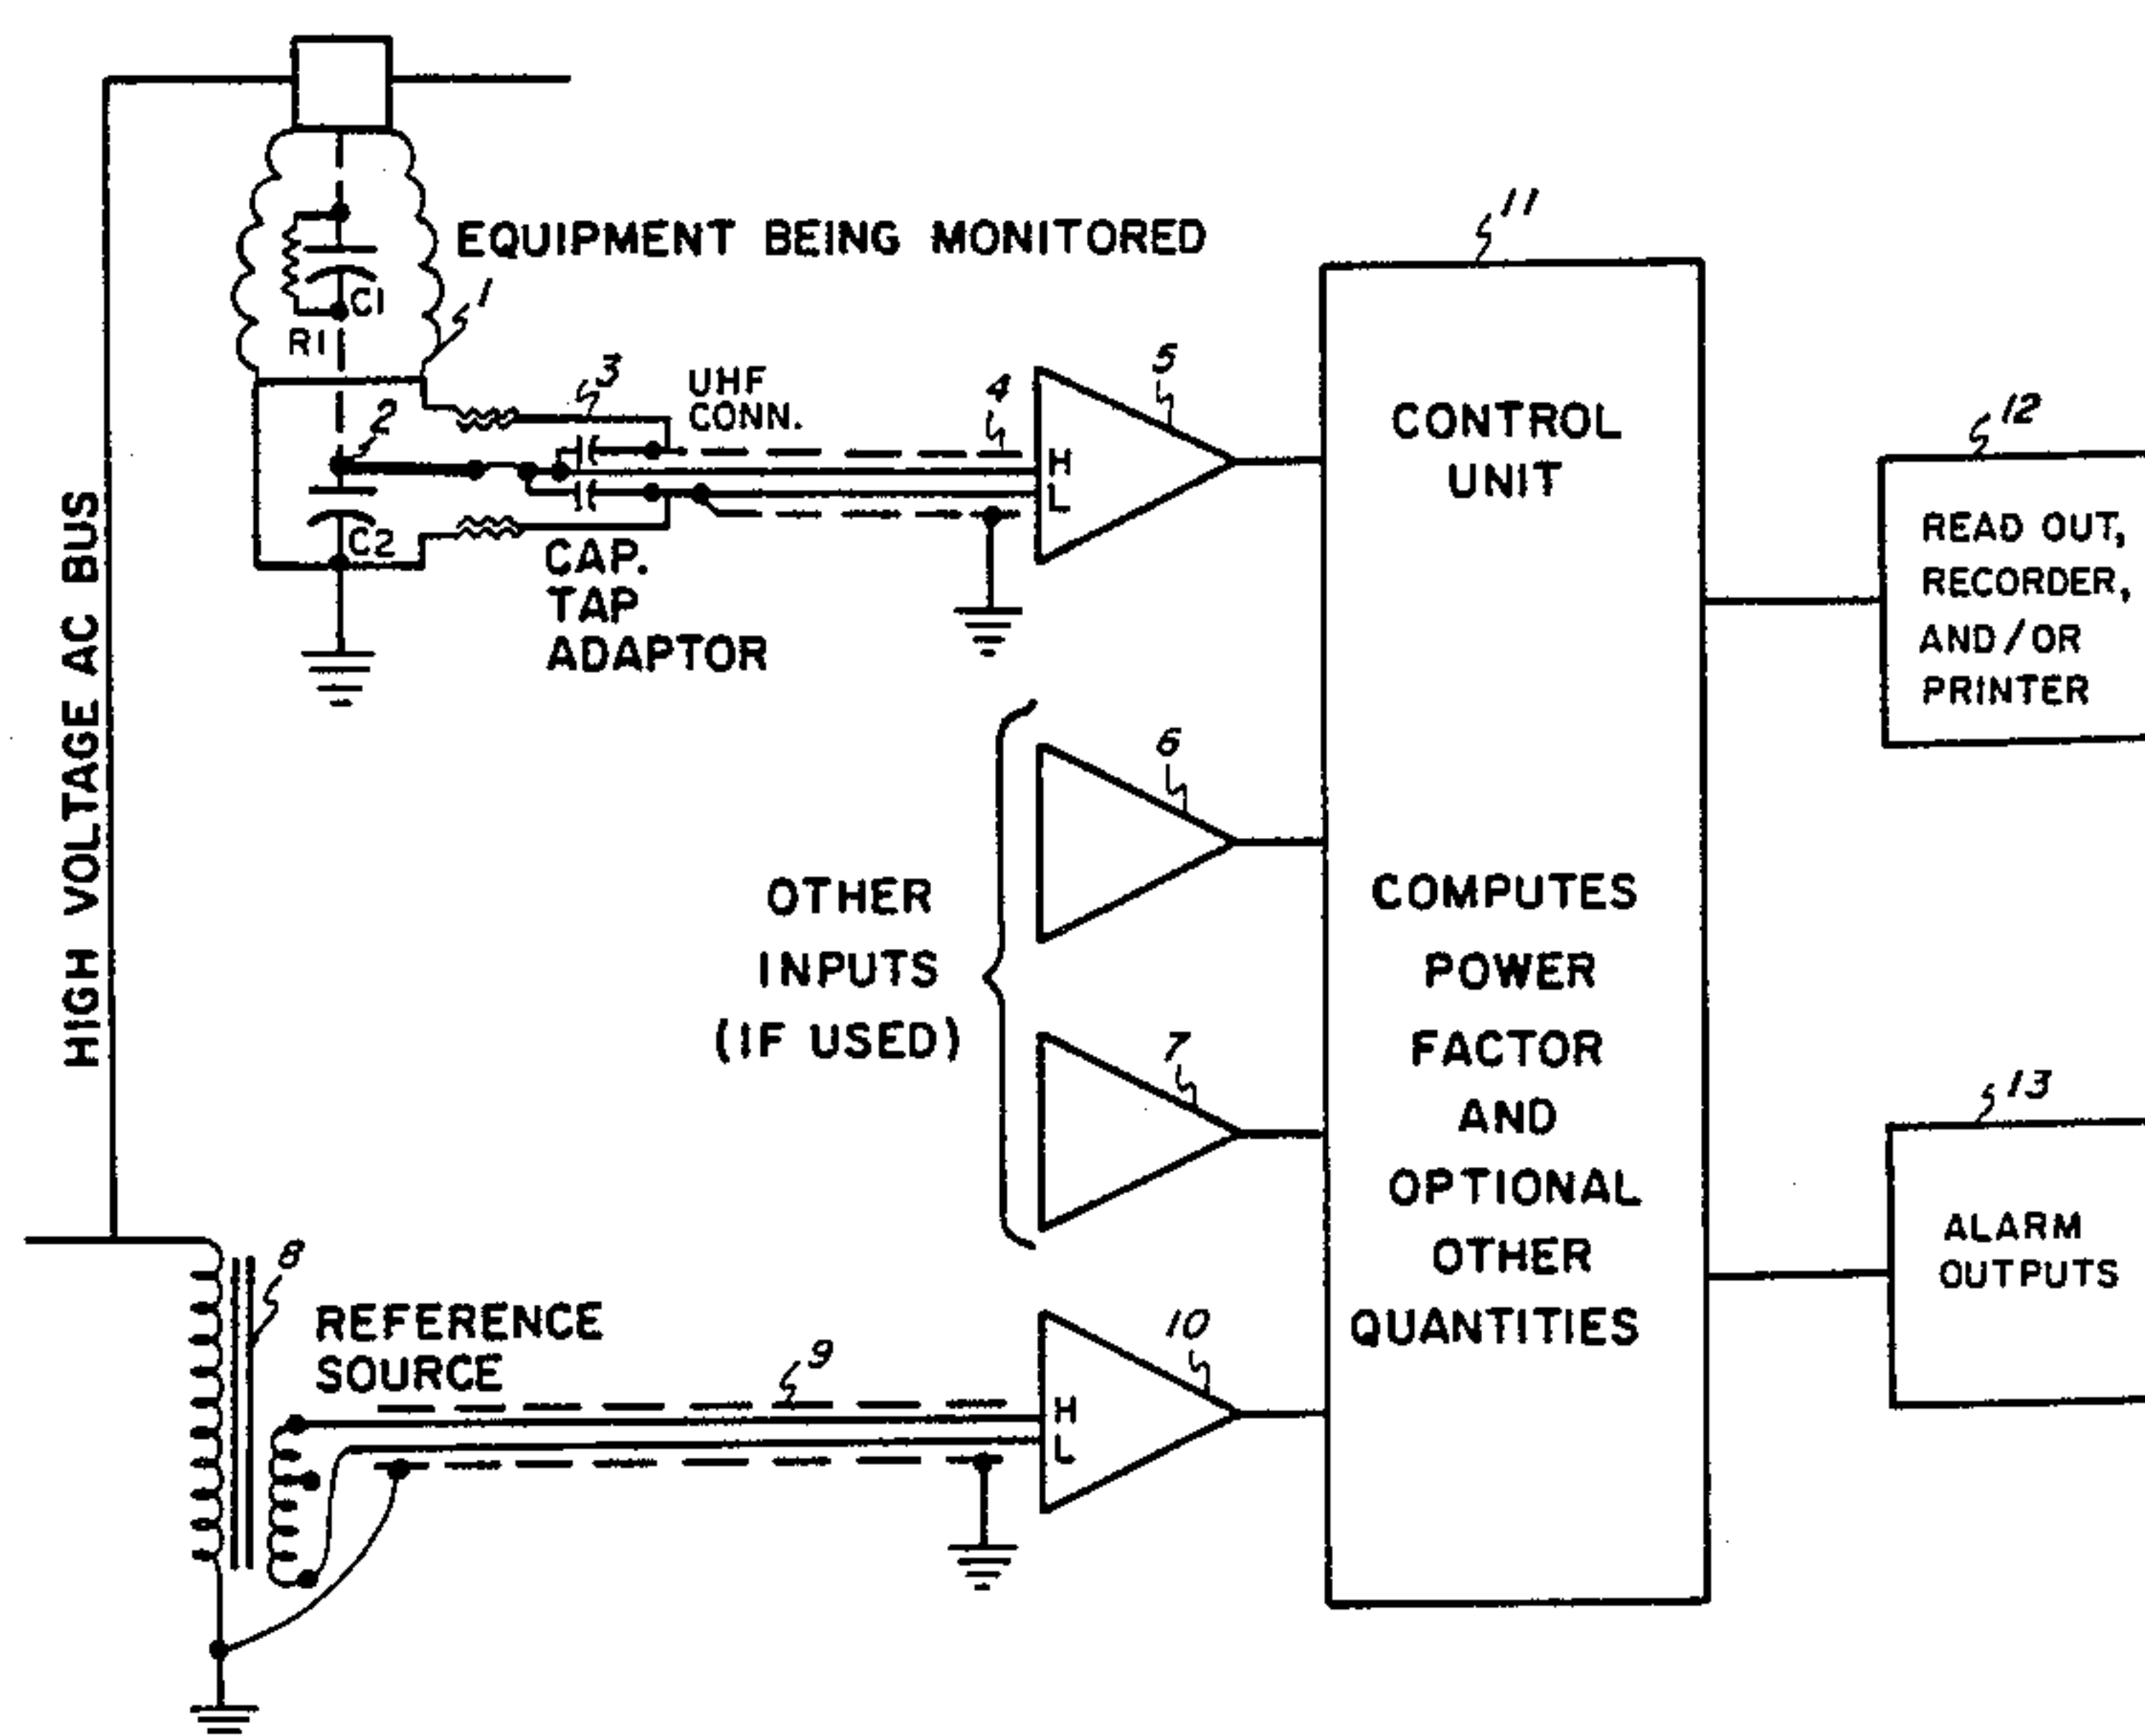 11
EQUIPMENT BEING MONITORED
C1
1
R1
3
UHF
CONN.
4
5
2
H
L
C2
CAP.
TAP
ADAPTOR
CONTROL
UNIT
12
READ OUT,
RECORDER,
AND/OR
PRINTER
HIGH VOLTAGE AC BUS
6
OTHER
INPUTS
(IF USED)
7
COMPUTES
POWER
FACTOR
AND
OPTIONAL
OTHER
QUANTITIES
13
ALARM
OUTPUTS
8
REFERENCE
SOURCE
9
10
H
L